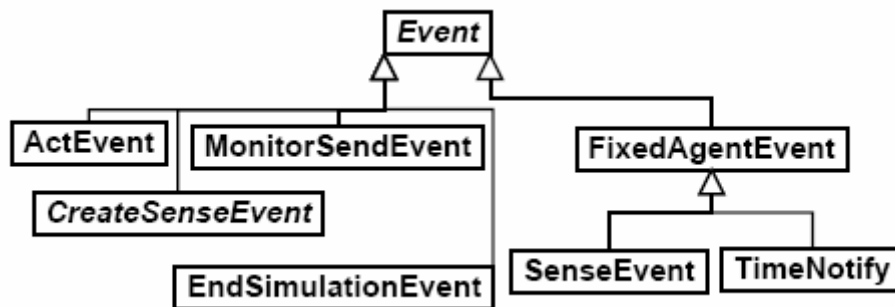 Event
ActEvent
MonitorSendEvent
FixedAgentEvent
CreateSenseEvent
EndSimulationEvent
SenseEvent
TimeNotify